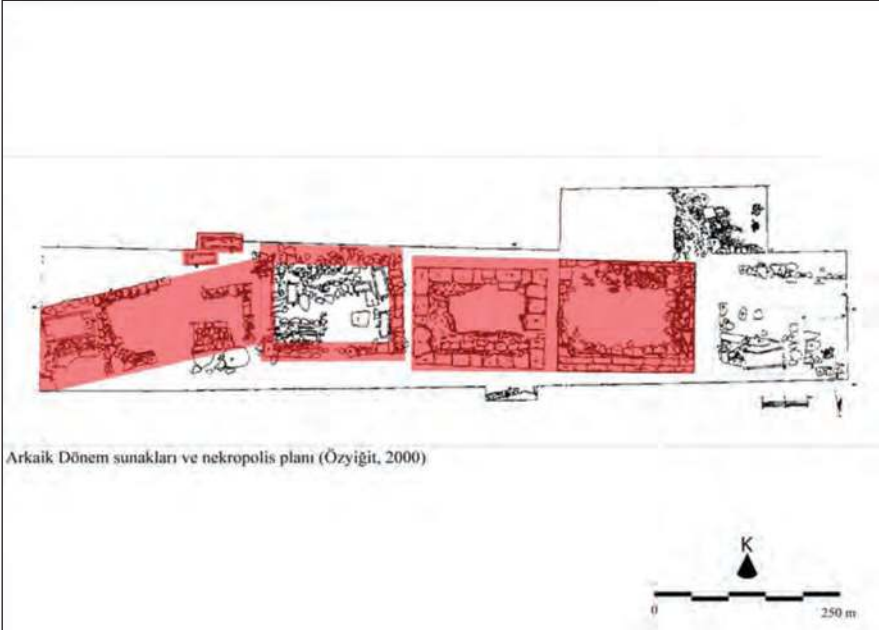 Arkaik Dönem sunakları ve nekropolis planı (Özyiğit, 2000)
K
0 250 m